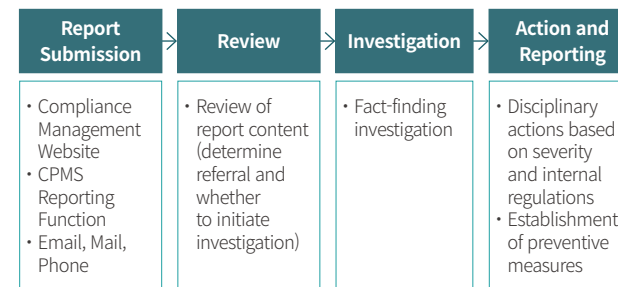 Report
Submission
Review
Investigation
Action and
Reporting
・Compliance
Management
Website
・CPMS
Reporting
Function
・Email, Mail,
Phone
・Review of
report content
(determine
referral and
whether
to initiate
investigation)
・Fact-finding
investigation
・Disciplinary
actions based
on severity
and internal
regulations
・Establishment
of preventive
measures